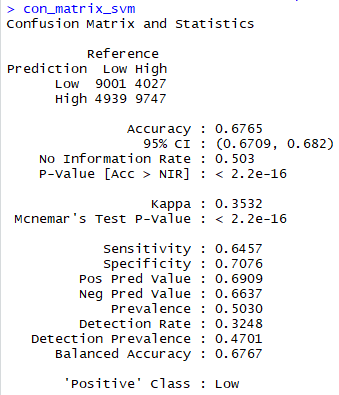 > con_matrix_svm
Confusion Matrix and Statistics
Reference
Prediction Low High
Low 9001 4027
High 4939 9747
Accuracy : 0.6765
95% CI : (0.6709, 0.682)
No Information Rate : 0.503
P-Value [Acc > NIR] : < 2.2e-16
Kappa : 0.3532
Mcnemar's Test P-Value : < 2.2e-16
Sensitivity : 0.6457
Specificity : 0.7076
Pos Pred Value : 0.6909
Neg Pred Value : 0.6637
Prevalence : 0.5030
Detection Rate : 0.3248
Detection Prevalence : 0.4701
Balanced Accuracy : 0.6767
'Positive' Class : Low